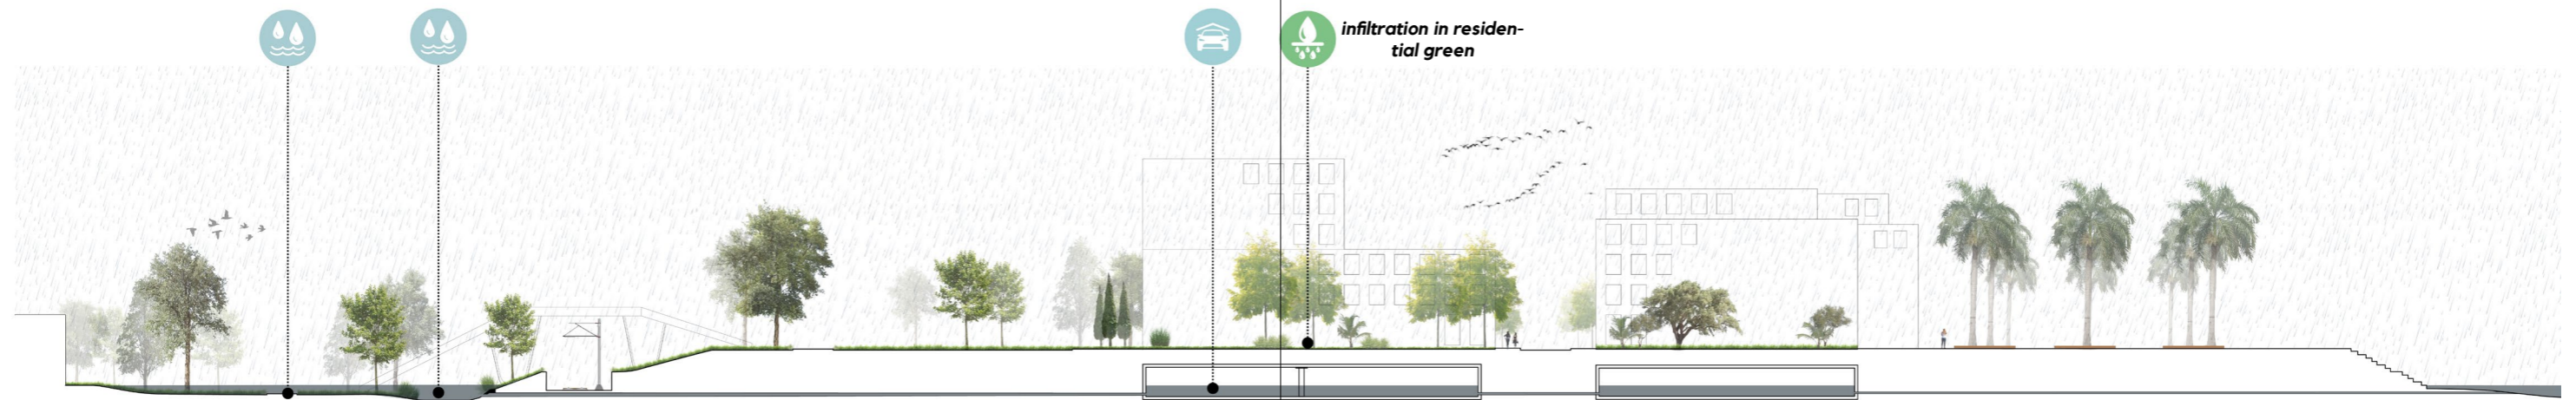 infiltration in residen-
tial green